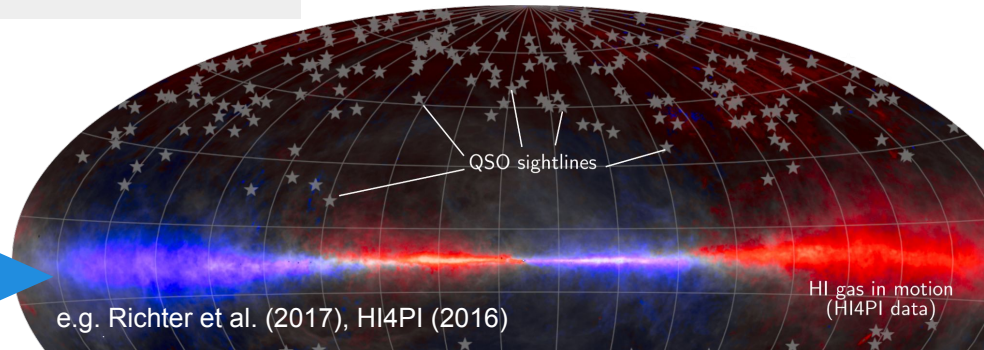 QSO sightlines
HI gas in motion
(HI4PI data)
e.g. Richter et al. (2017), HI4PI (2016)